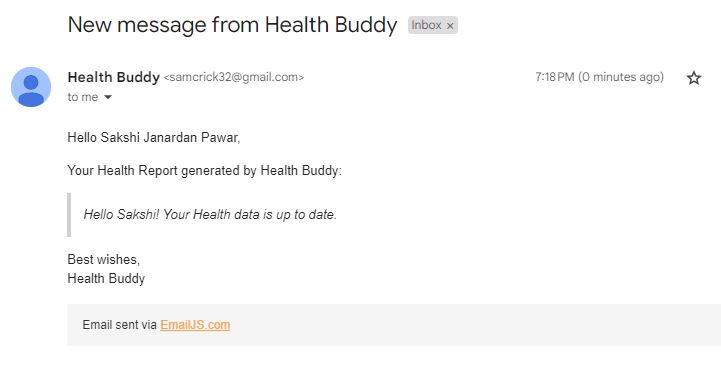 New message from Health Buddy Inbox ×
Health Buddy <samcrick32@gmail.com> 7:18 PM (0 minutes ago)
to me
Hello Sakshi Janardan Pawar,
Your Health Report generated by Health Buddy:
Hello Sakshi! Your Health data is up to date.
Best wishes,
Health Buddy
Email sent via EmailJS.com